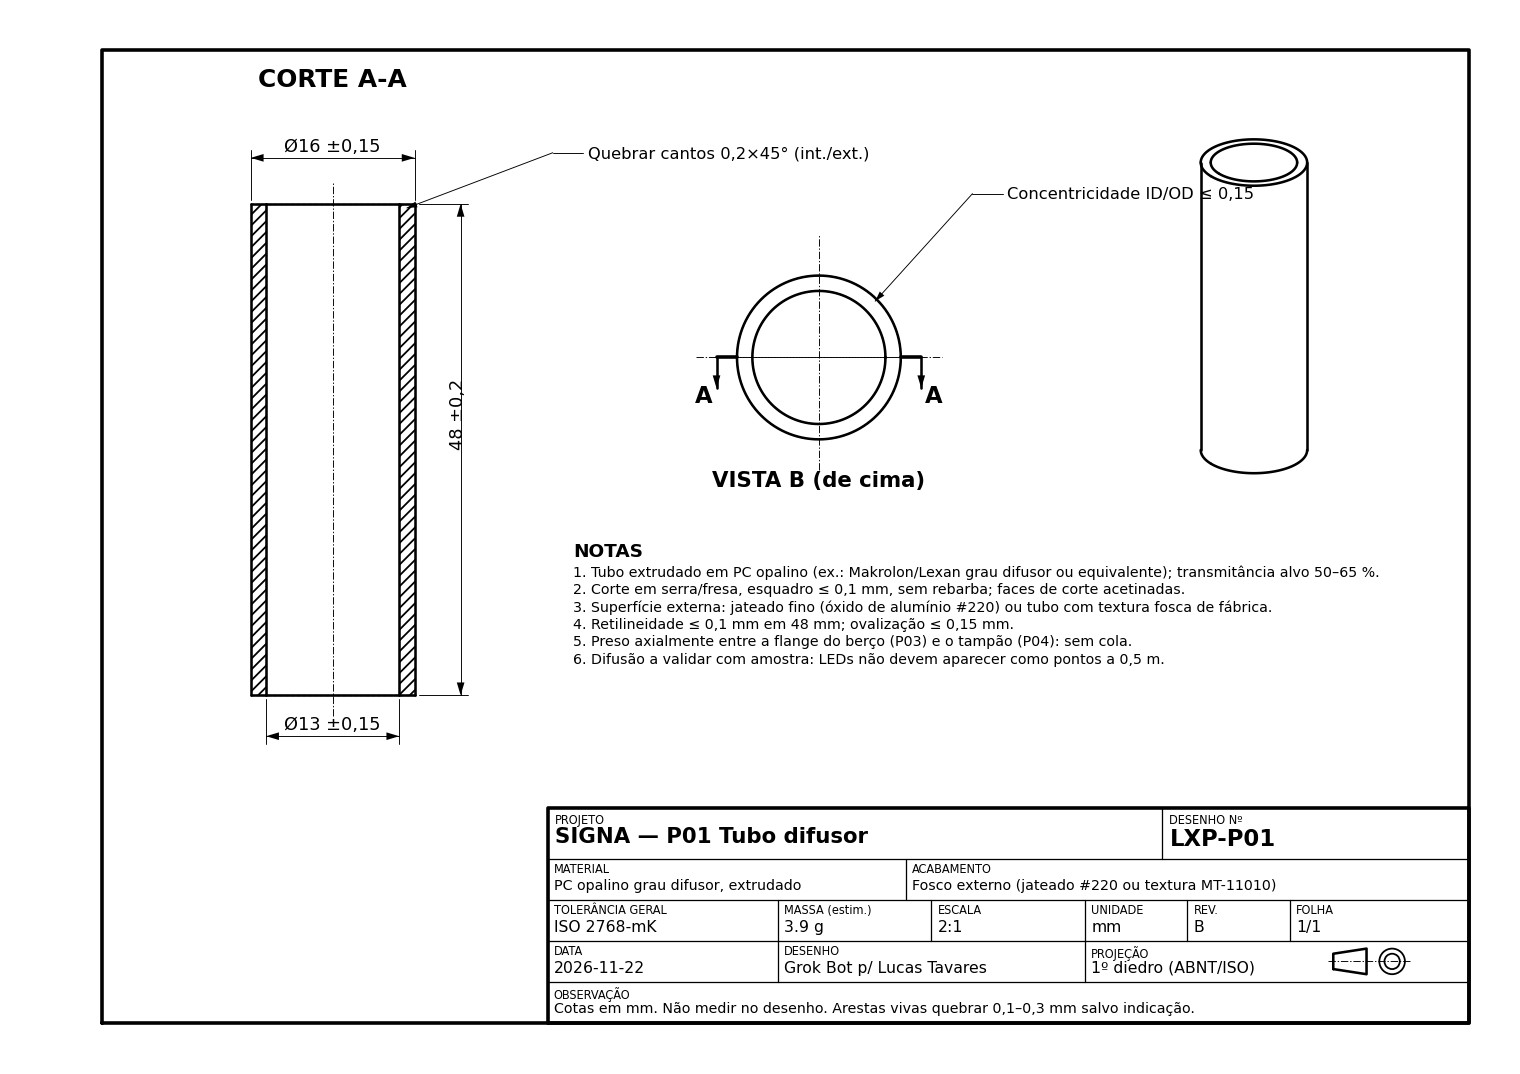 CORTE A-A
Ø16 ±0,15
Quebrar cantos 0,2×45° (int./ext.)
Concentricidade ID/OD ≤ 0,15
48 ±0,2
A
A
VISTA B (de cima)
Ø13 ±0,15
NOTAS
1. Tubo extrudado em PC opalino (ex.: Makrolon/Lexan grau difusor ou equivalente); transmitância alvo 50–65 %.
2. Corte em serra/fresa, esquadro ≤ 0,1 mm, sem rebarba; faces de corte acetinadas.
3. Superfície externa: jateado fino (óxido de alumínio #220) ou tubo com textura fosca de fábrica.
4. Retilineidade ≤ 0,1 mm em 48 mm; ovalização ≤ 0,15 mm.
5. Preso axialmente entre a flange do berço (P03) e o tampão (P04): sem cola.
6. Difusão a validar com amostra: LEDs não devem aparecer como pontos a 0,5 m.
PROJETO
SIGNA — P01 Tubo difusor
DESENHO Nº
LXP-P01
MATERIAL
PC opalino grau difusor, extrudado
ACABAMENTO
Fosco externo (jateado #220 ou textura MT-11010)
TOLERÂNCIA GERAL
ISO 2768-mK
MASSA (estim.)
3.9 g
ESCALA
2:1
UNIDADE
mm
REV.
B
FOLHA
1/1
DATA
2026-11-22
DESENHO
Grok Bot p/ Lucas Tavares
PROJEÇÃO
1º diedro (ABNT/ISO)
OBSERVAÇÃO
Cotas em mm. Não medir no desenho. Arestas vivas quebrar 0,1–0,3 mm salvo indicação.